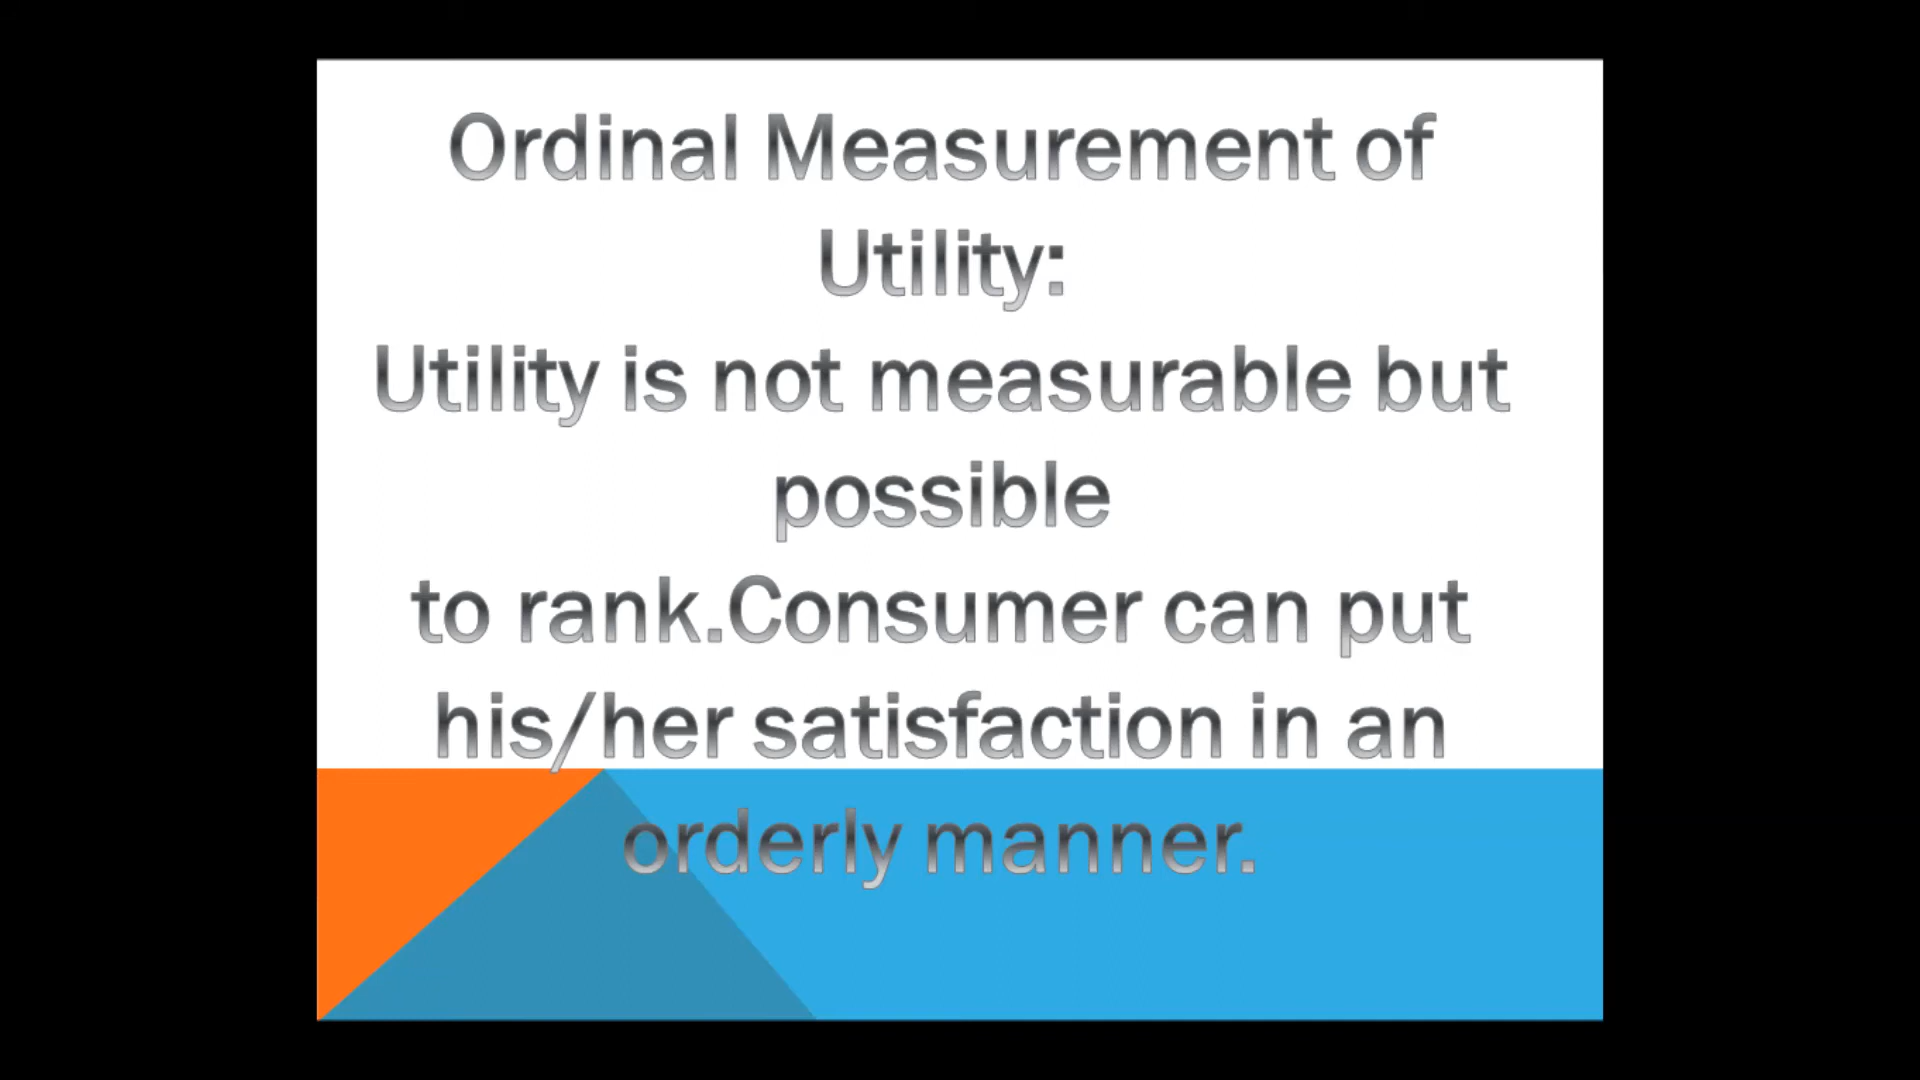 Ordinal Measurement of
Utility:
Utility is not measurable but
possible
to rank.Consumer can put
his/her satisfaction in an
orderly manner.